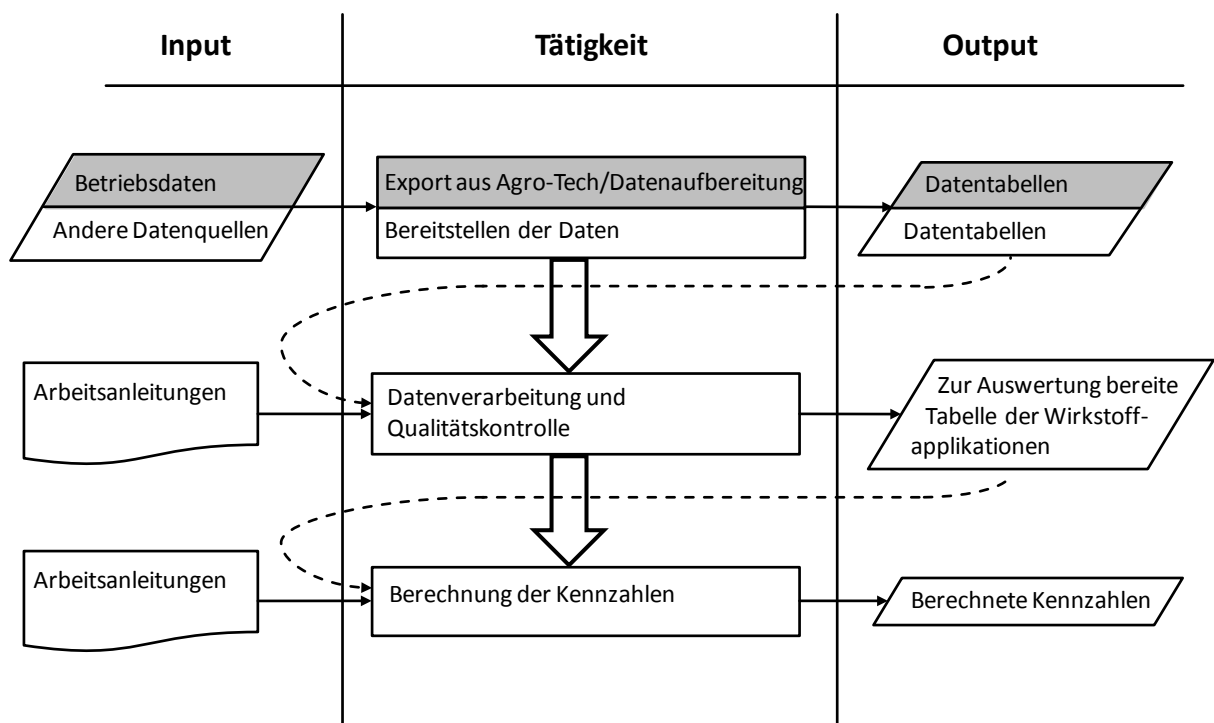 Input
Tätigkeit
Output
Betriebsdaten
Export aus Agro-Tech/Datenaufbereitung
Datentabellen
Andere Datenquellen
Bereitstellen der Daten
Datentabellen
Arbeitsanleitungen
Datenverarbeitung und
Qualitätskontrolle
Zur Auswertung bereite
Tabelle der Wirkstoff-
applikationen
Arbeitsanleitungen
Berechnung der Kennzahlen
Berechnete Kennzahlen